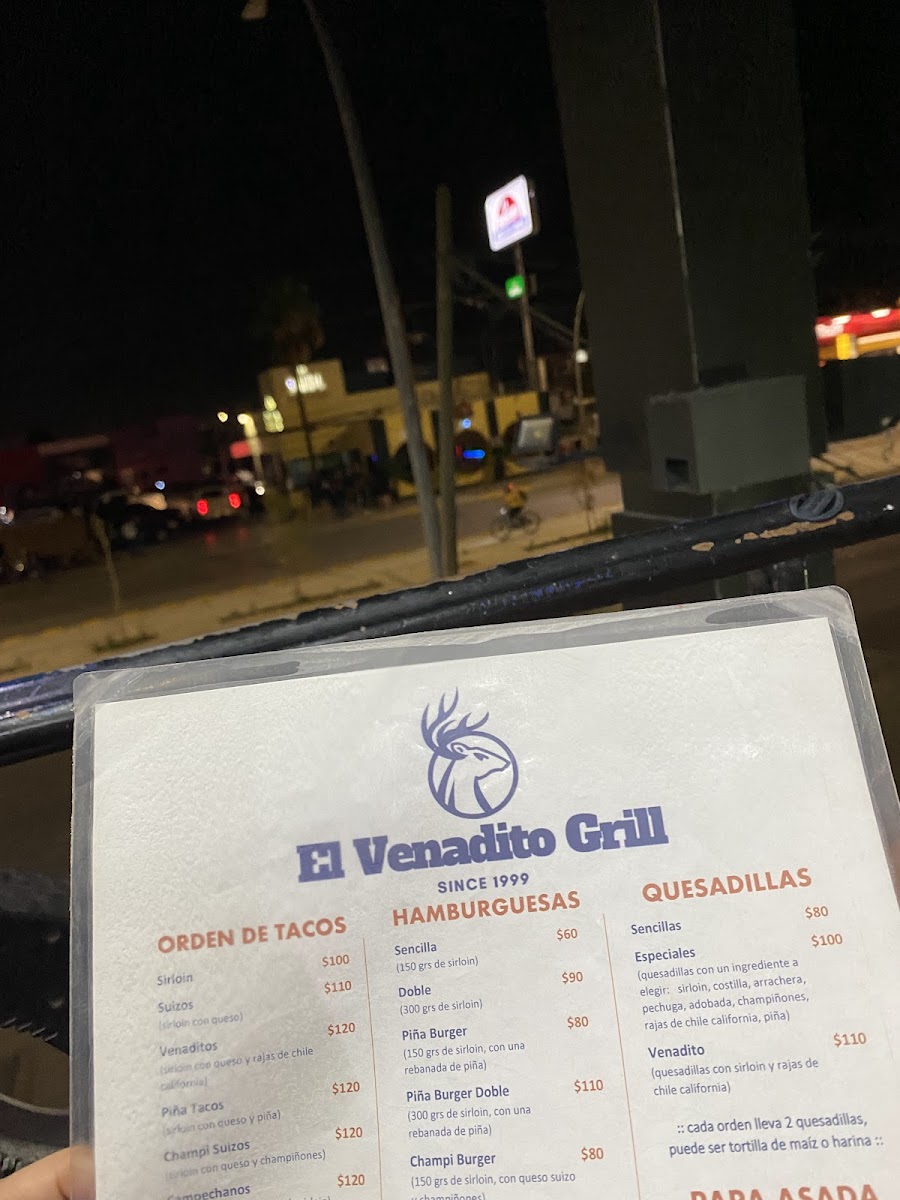 El Venadito Grill
SINCE 1999
ORDEN DE TACOS
Sirloin $100
Suizos $110
(sirloin con queso)
Venaditos $120
(sirloin con queso y rajas de chile
california)
Piña Tacos $120
(sirloin con queso y piña)
Champi Suizos $120
(sirloin con queso y champiñones)
Campechanos $120
HAMBURGUESAS
Sencilla $60
(150 grs de sirloin)
Doble $90
(300 grs de sirloin)
Piña Burger $80
(150 grs de sirloin, con una
rebanada de piña)
Piña Burger Doble $110
(300 grs de sirloin, con una
rebanada de piña)
Champi Burger $80
(150 grs de sirloin, con queso suizo
y champiñones)
QUESADILLAS
Sencillas $80
Especiales $100
(quesadillas con un ingrediente a
elegir: sirloin, costilla, arrachera,
pechuga, adobada, champiñones,
rajas de chile california, piña)
Venadito $110
(quesadillas con sirloin y rajas de
chile california)
:: cada orden lleva 2 quesadillas,
puede ser tortilla de maíz o harina ::
PAPA ASADA